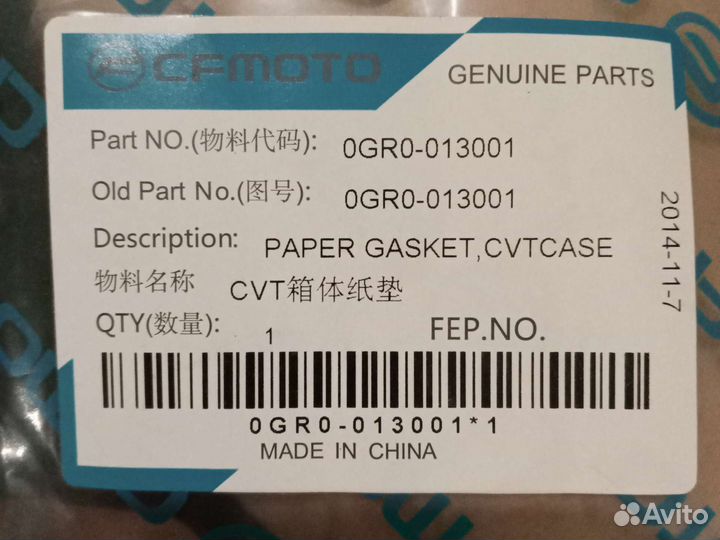 CFMOTO
GENUINE PARTS
Part NO.(物料代码): 0GR0-013001
Old Part No.(图号): 0GR0-013001
Description: PAPER GASKET,CVTCASE
物料名称 CVT箱体纸垫
QTY(数量): 1 FEP.NO.
0GR0-013001*1
MADE IN CHINA
2014-11-7
Avito